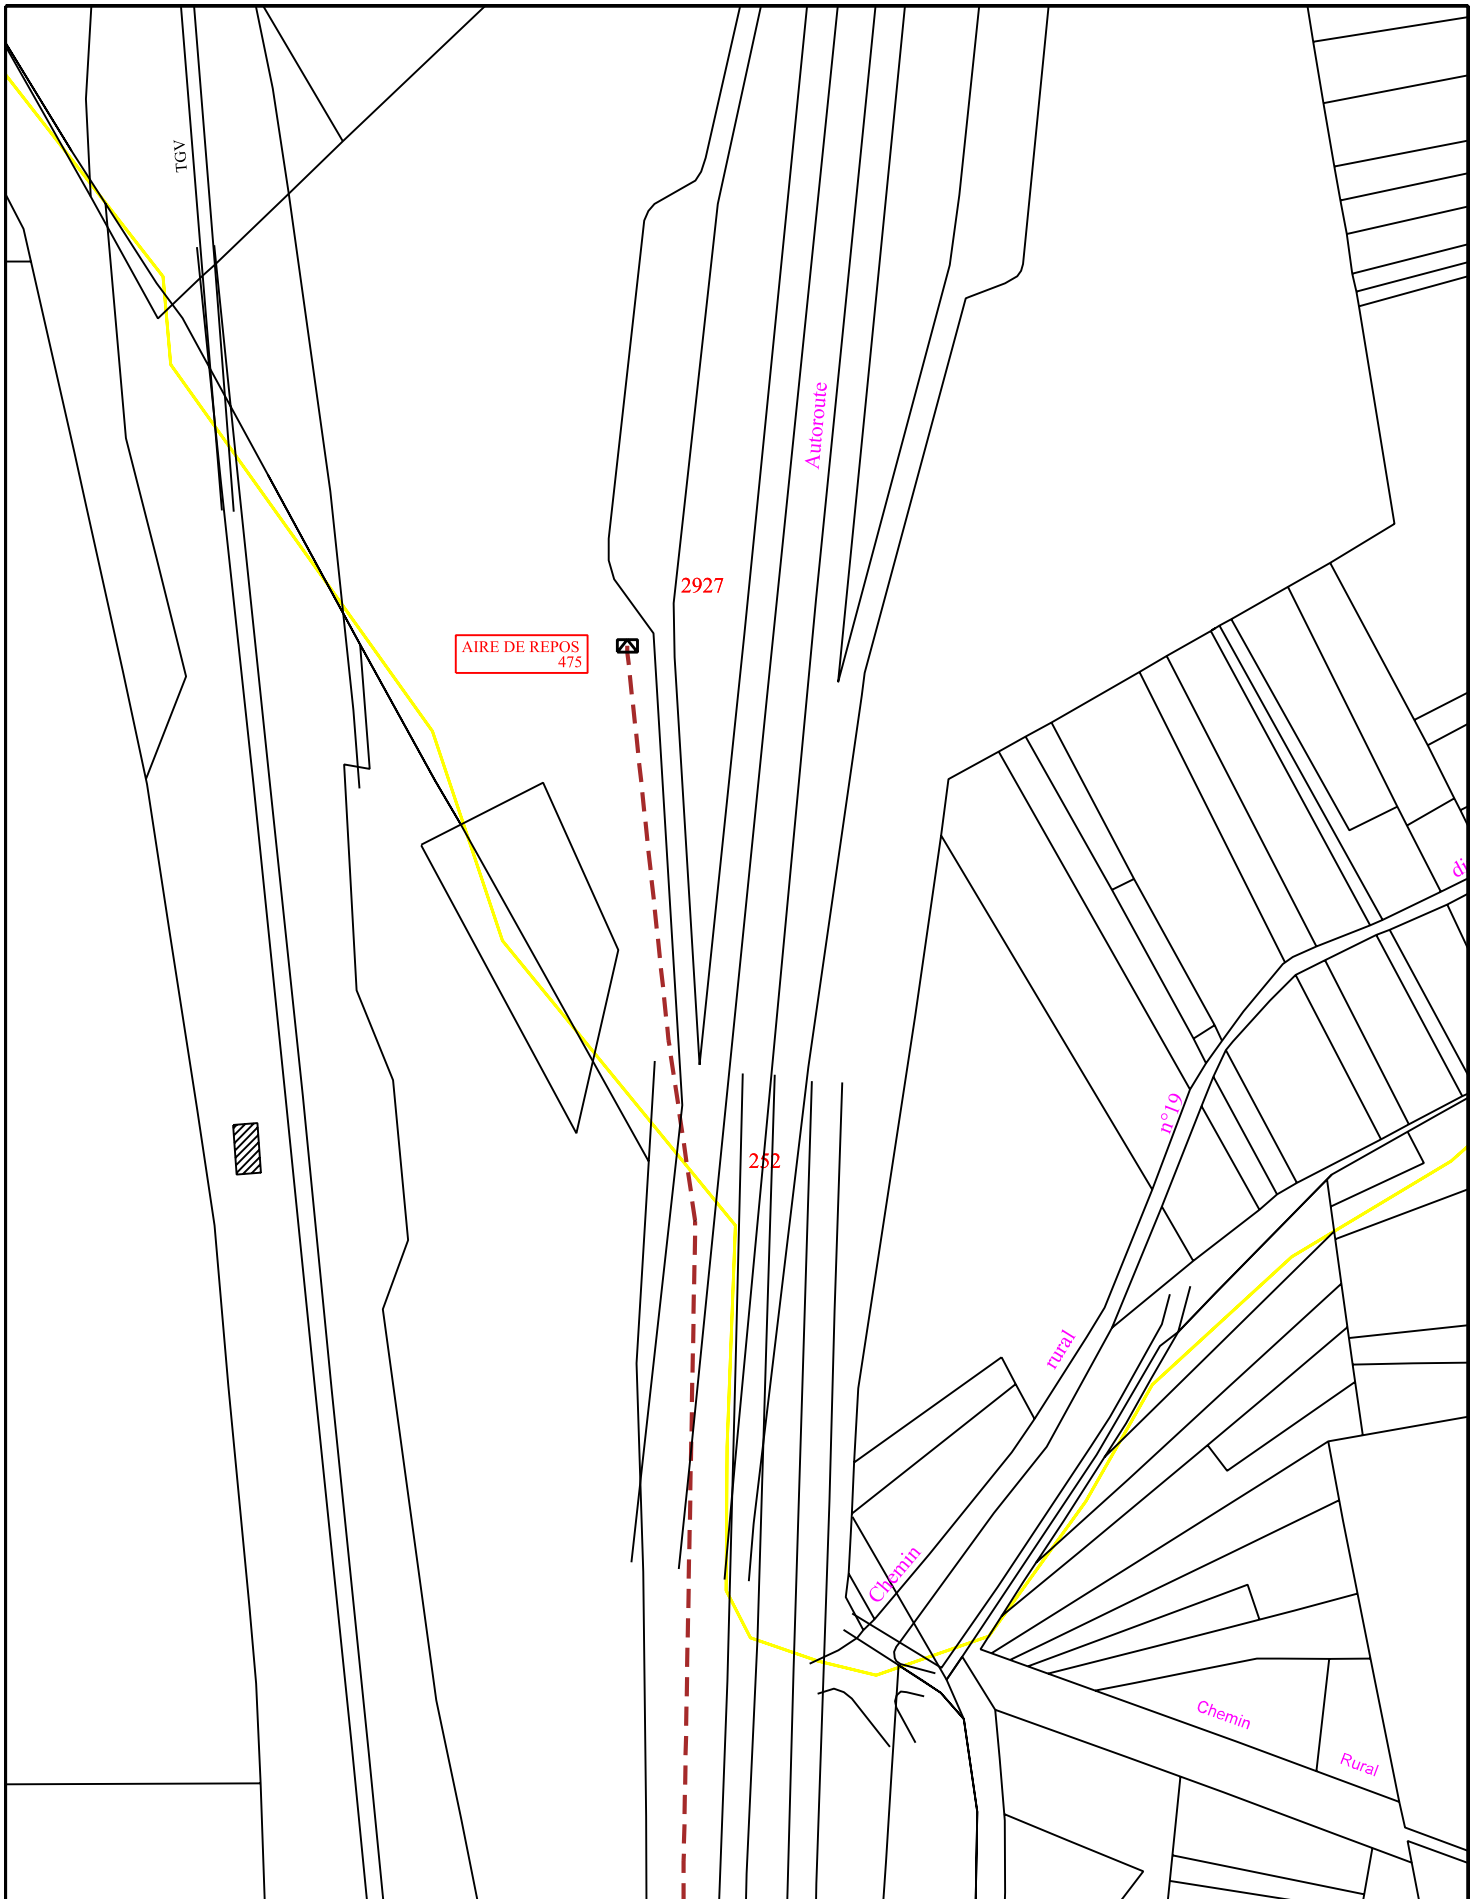 TGV
Autoroute
2927
AIRE DE REPOS
475
n°19
252
rural
Chemin
Chemin
Rural